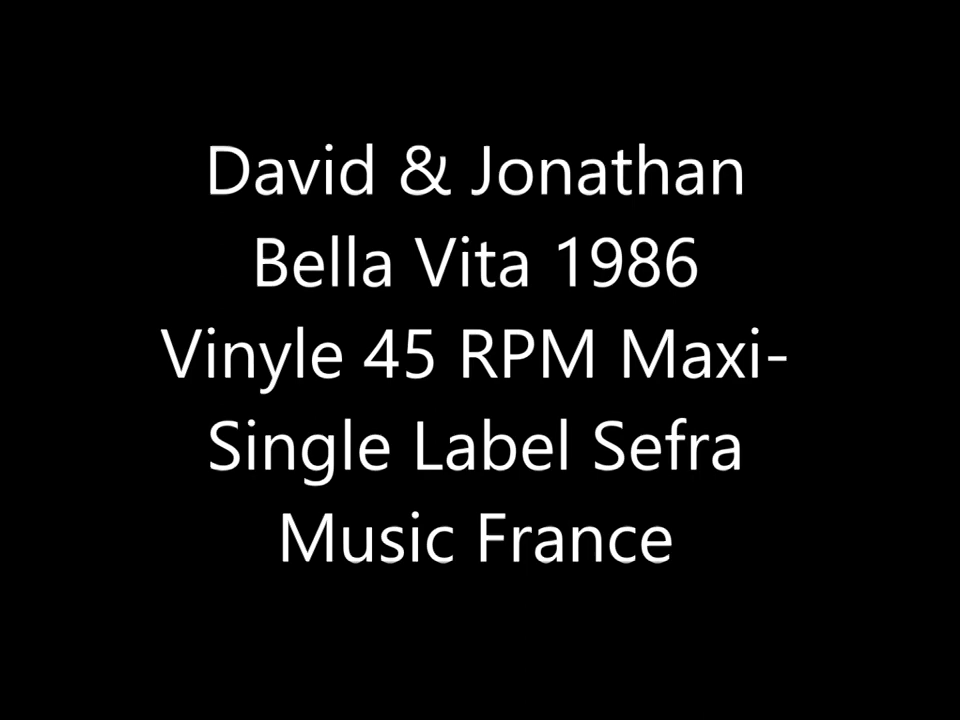 David & Jonathan
Bella Vita 1986
Vinyle 45 RPM Maxi-
Single Label Sefra
Music France